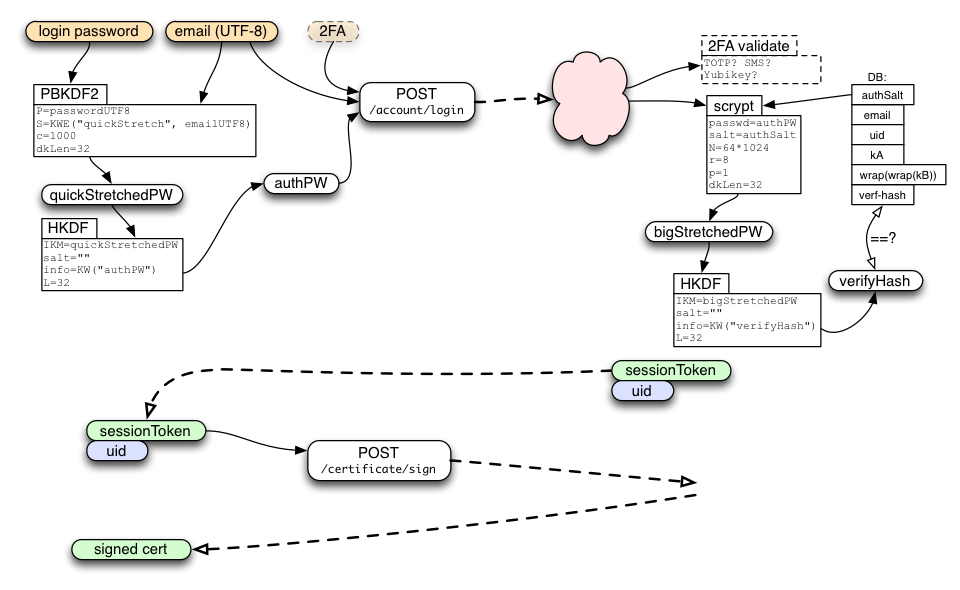 login password
email (UTF-8)
2FA
PBKDF2
P=passwordUTF8
S=KWE("quickStretch", emailUTF8)
c=1000
dkLen=32
quickStretchedPW
HKDF
IKM=quickStretchedPW
salt=""
info=KW("authPW")
L=32
authPW
POST
/account/login
2FA validate
TOTP? SMS?
Yubikey?
scrypt
passwd=authPW
salt=authSalt
N=64*1024
r=8
p=1
dkLen=32
DB:
authSalt
email
uid
kA
wrap(wrap(kB))
verf-hash
==?
bigStretchedPW
HKDF
IKM=bigStretchedPW
salt=""
info=KW("verifyHash")
L=32
verifyHash
sessionToken
uid
sessionToken
uid
POST
/certificate/sign
signed cert